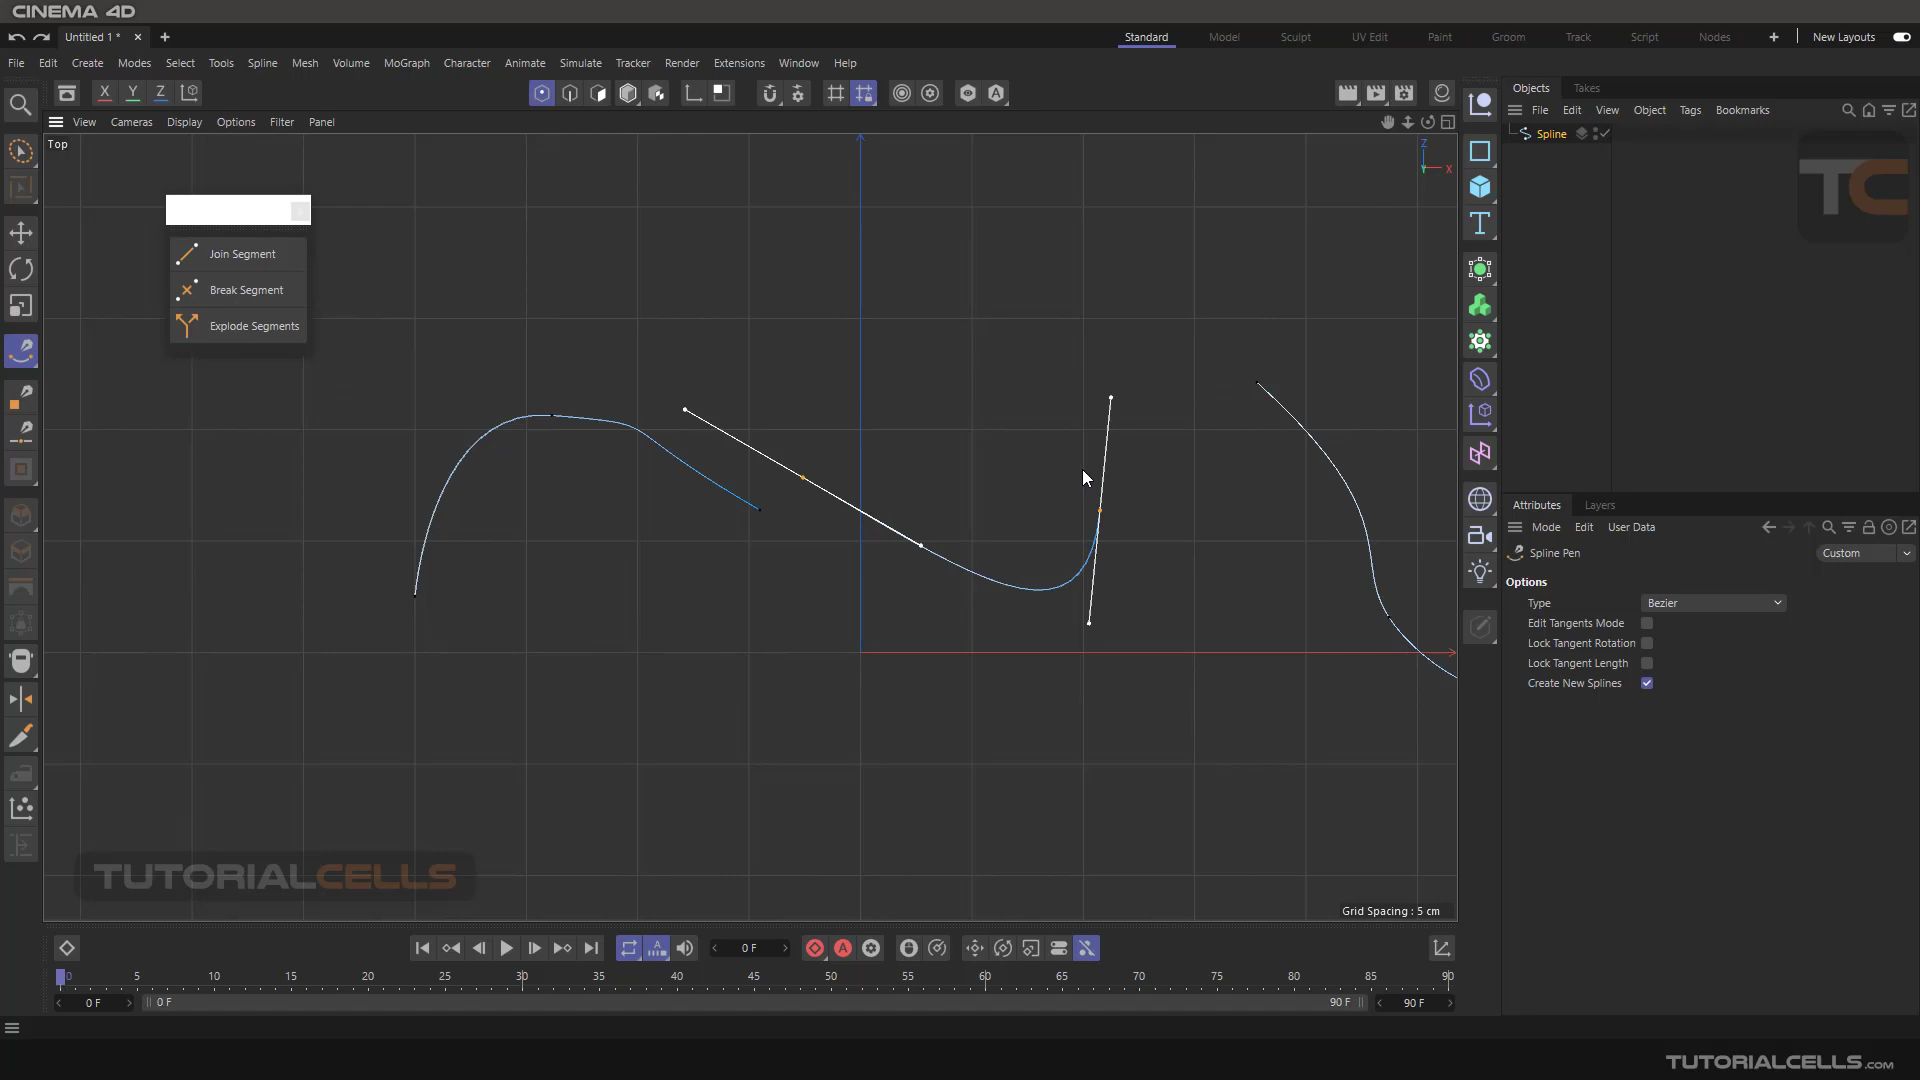 CINEMA 4D
Untitled 1 *
Standard Model Sculpt UV Edit Paint Groom Track Script Nodes New Layouts
File Edit Create Modes Select Tools Spline Mesh Volume MoGraph Character Animate Simulate Tracker Render Extensions Window Help
X Y Z
Objects Takes
File Edit View Object Tags Bookmarks
View Cameras Display Options Filter Panel
Spline
Top
Z
Y X
TC
Join Segment
Break Segment
Explode Segments
Attributes Layers
Mode Edit User Data
Spline Pen Custom
Options
Type Bezier
Edit Tangents Mode
Lock Tangent Rotation
Lock Tangent Length
Create New Splines
TUTORIALCELLS
Grid Spacing : 5 cm
0 F
0 5 10 15 20 25 30 35 40 45 50 55 60 65 70 75 80 85 90
0 F 0 F 90 F 90 F
TUTORIALCELLS.com